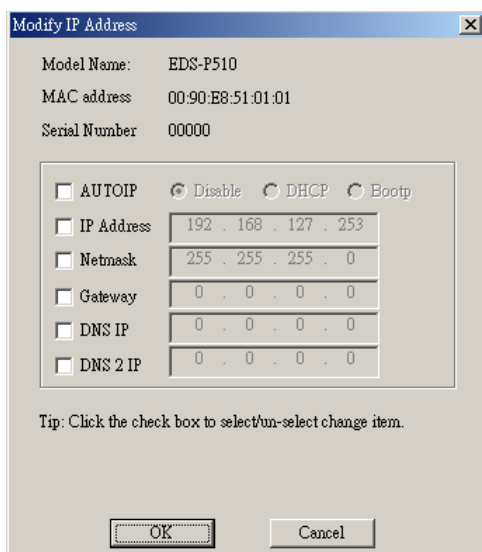 Modify IP Address
Model Name: EDS-P510
MAC address 00:90:E8:51:01:01
Serial Number 00000
AUTOIP Disable DHCP Bootp
IP Address 192 . 168 . 127 . 253
Netmask 255 . 255 . 255 . 0
Gateway 0 . 0 . 0 . 0
DNS IP 0 . 0 . 0 . 0
DNS 2 IP 0 . 0 . 0 . 0
Tip: Click the check box to select/un-select change item.
OK Cancel